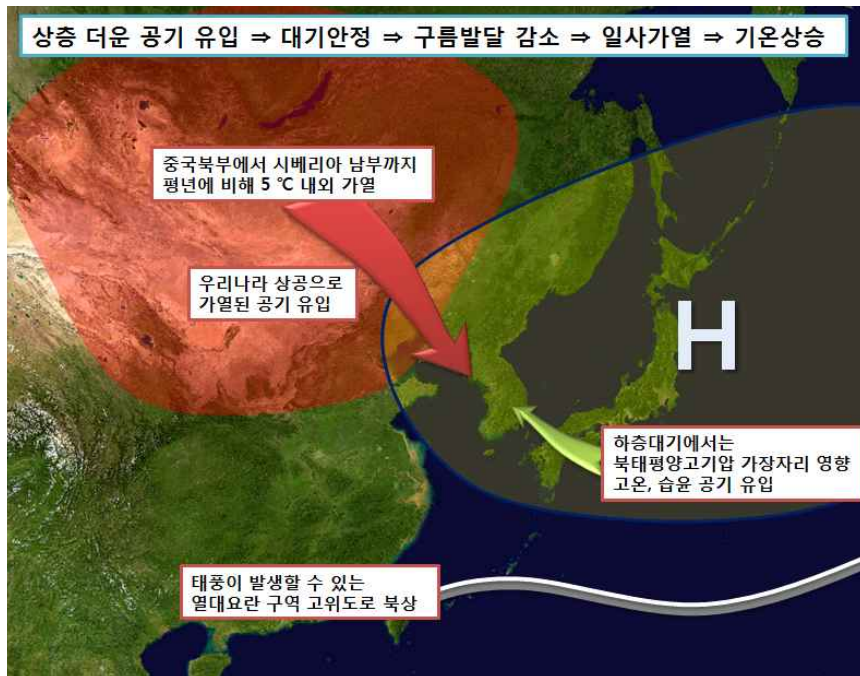 상층 더운 공기 유입 ⇒ 대기안정 ⇒ 구름발달 감소 ⇒ 일사가열 ⇒ 기온상승
중국북부에서 시베리아 남부까지
평년에 비해 5 ℃ 내외 가열
우리나라 상공으로
가열된 공기 유입
H
하층대기에서는
북태평양고기압 가장자리 영향
고온, 습윤 공기 유입
태풍이 발생할 수 있는
열대요란 구역 고위도로 북상